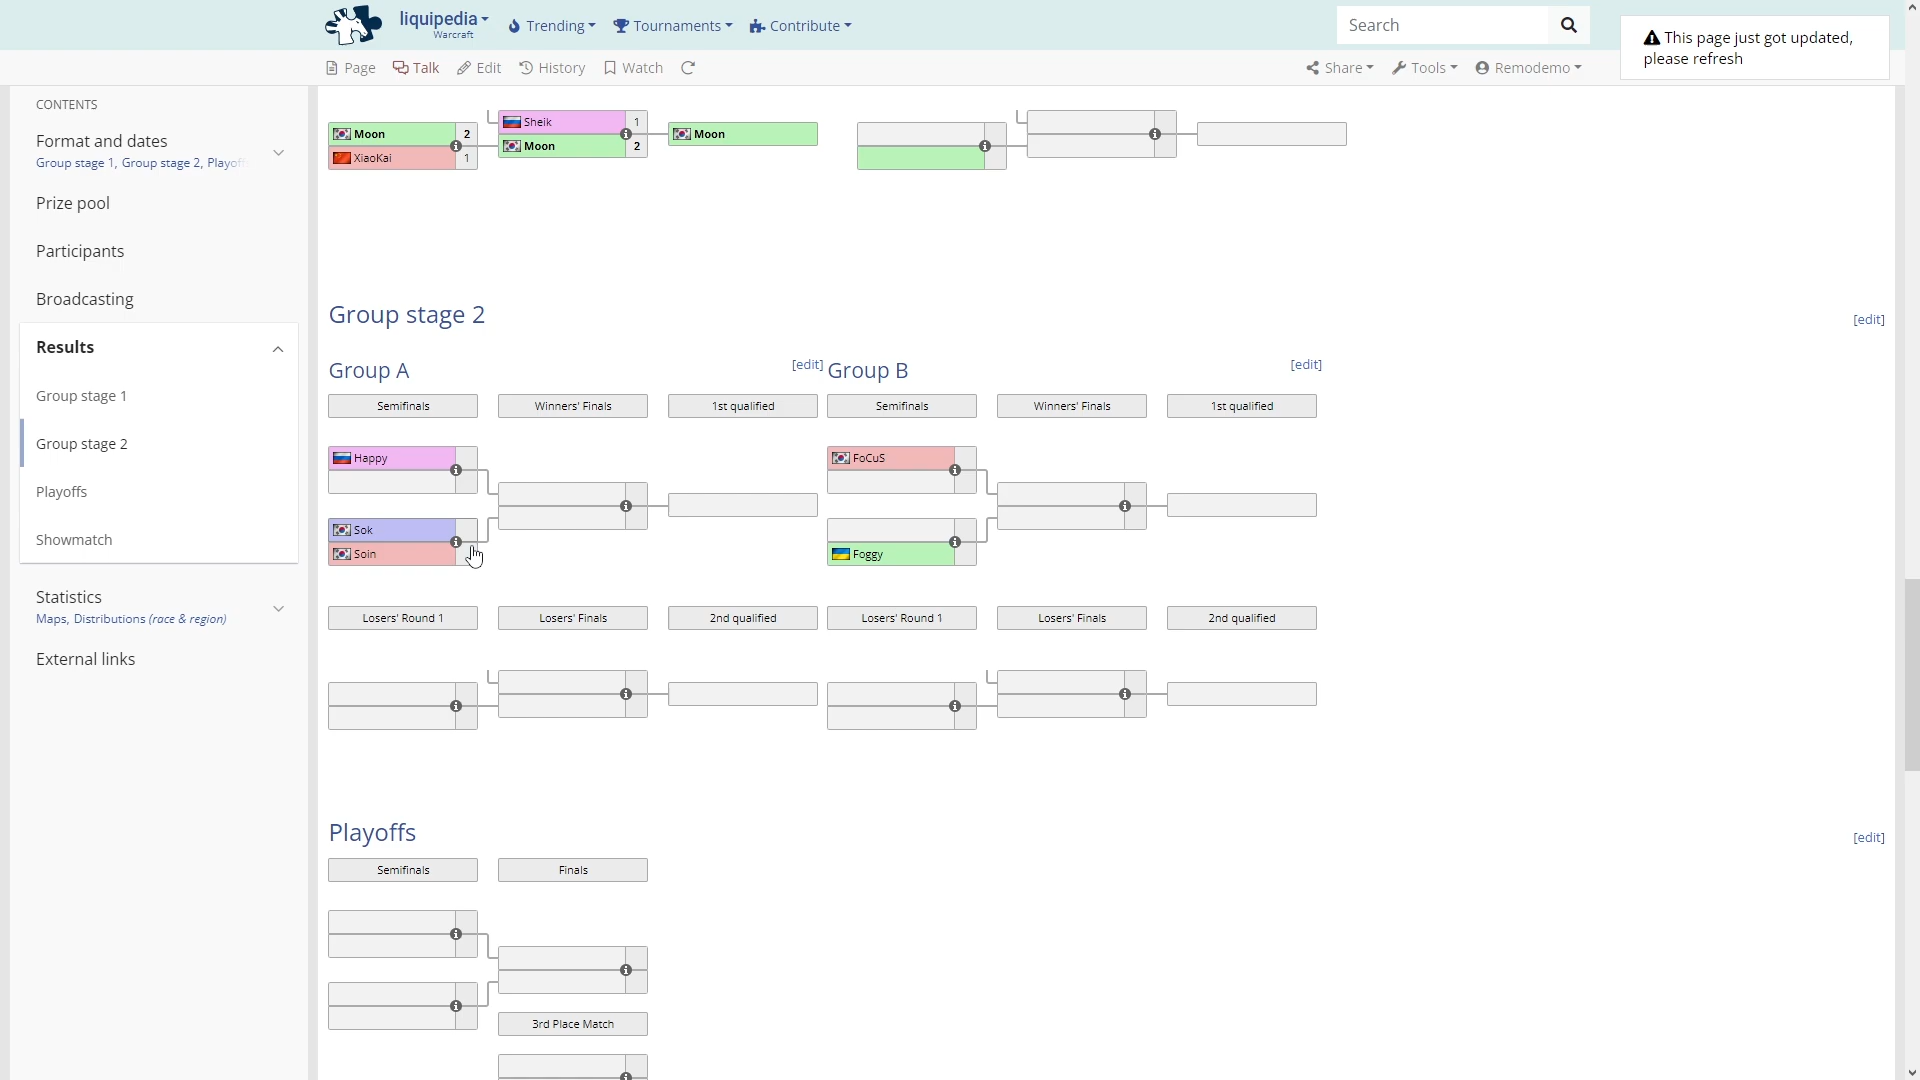 liquipedia
Warcraft
Trending
Tournaments
Contribute
Search
This page just got updated,
please refresh
Page
Talk
Edit
History
Watch
Share
Tools
Remodemo
CONTENTS
Format and dates
Group stage 1, Group stage 2, Playoffs
Prize pool
Participants
Broadcasting
Results
Group stage 1
Group stage 2
Playoffs
Showmatch
Statistics
Maps, Distributions (race & region)
External links
Moon 2
XiaoKai 1
Sheik 1
Moon 2
Moon
Group stage 2
[edit]
Group A
[edit]
Group B
[edit]
Semifinals
Winners' Finals
1st qualified
Semifinals
Winners' Finals
1st qualified
Happy
Sok
Soin
FoCuS
Foggy
Losers' Round 1
Losers' Finals
2nd qualified
Losers' Round 1
Losers' Finals
2nd qualified
Playoffs
[edit]
Semifinals
Finals
3rd Place Match